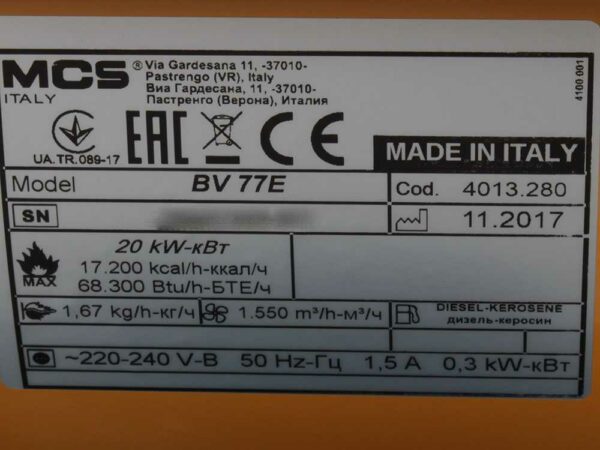 MCS
ITALY
® Via Gardesana 11, -37010-
Pastrengo (VR), Italy
Виа Гардесана, 11, -37010-
Пастренго (Верона), Италия
4100 001
UA.TR.089-17
EAC
CE
MADE IN ITALY
Model BV 77E
Cod. 4013.280
SN
11.2017
MAX
20 kW-кВт
17.200 kcal/h-ккал/ч
68.300 Btu/h-БТЕ/ч
1,67 kg/h-кг/ч
1.550 m³/h-м³/ч
DIESEL-KEROSENE
дизель-керосин
~220-240 V-В 50 Hz-Гц 1,5 A 0,3 kW-кВт